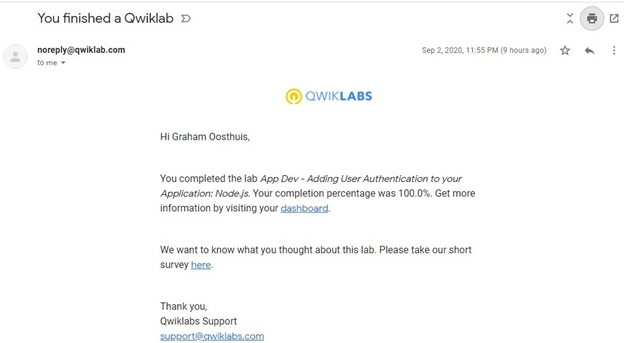 You finished a Qwiklab
noreply@qwiklab.com
Sep 2, 2020, 11:55 PM (9 hours ago)
to me
QWIKLABS
Hi Graham Oosthuis,
You completed the lab App Dev - Adding User Authentication to your
Application: Node.js. Your completion percentage was 100.0%. Get more
information by visiting your dashboard.
We want to know what you thought about this lab. Please take our short
survey here.
Thank you,
Qwiklabs Support
support@qwiklabs.com